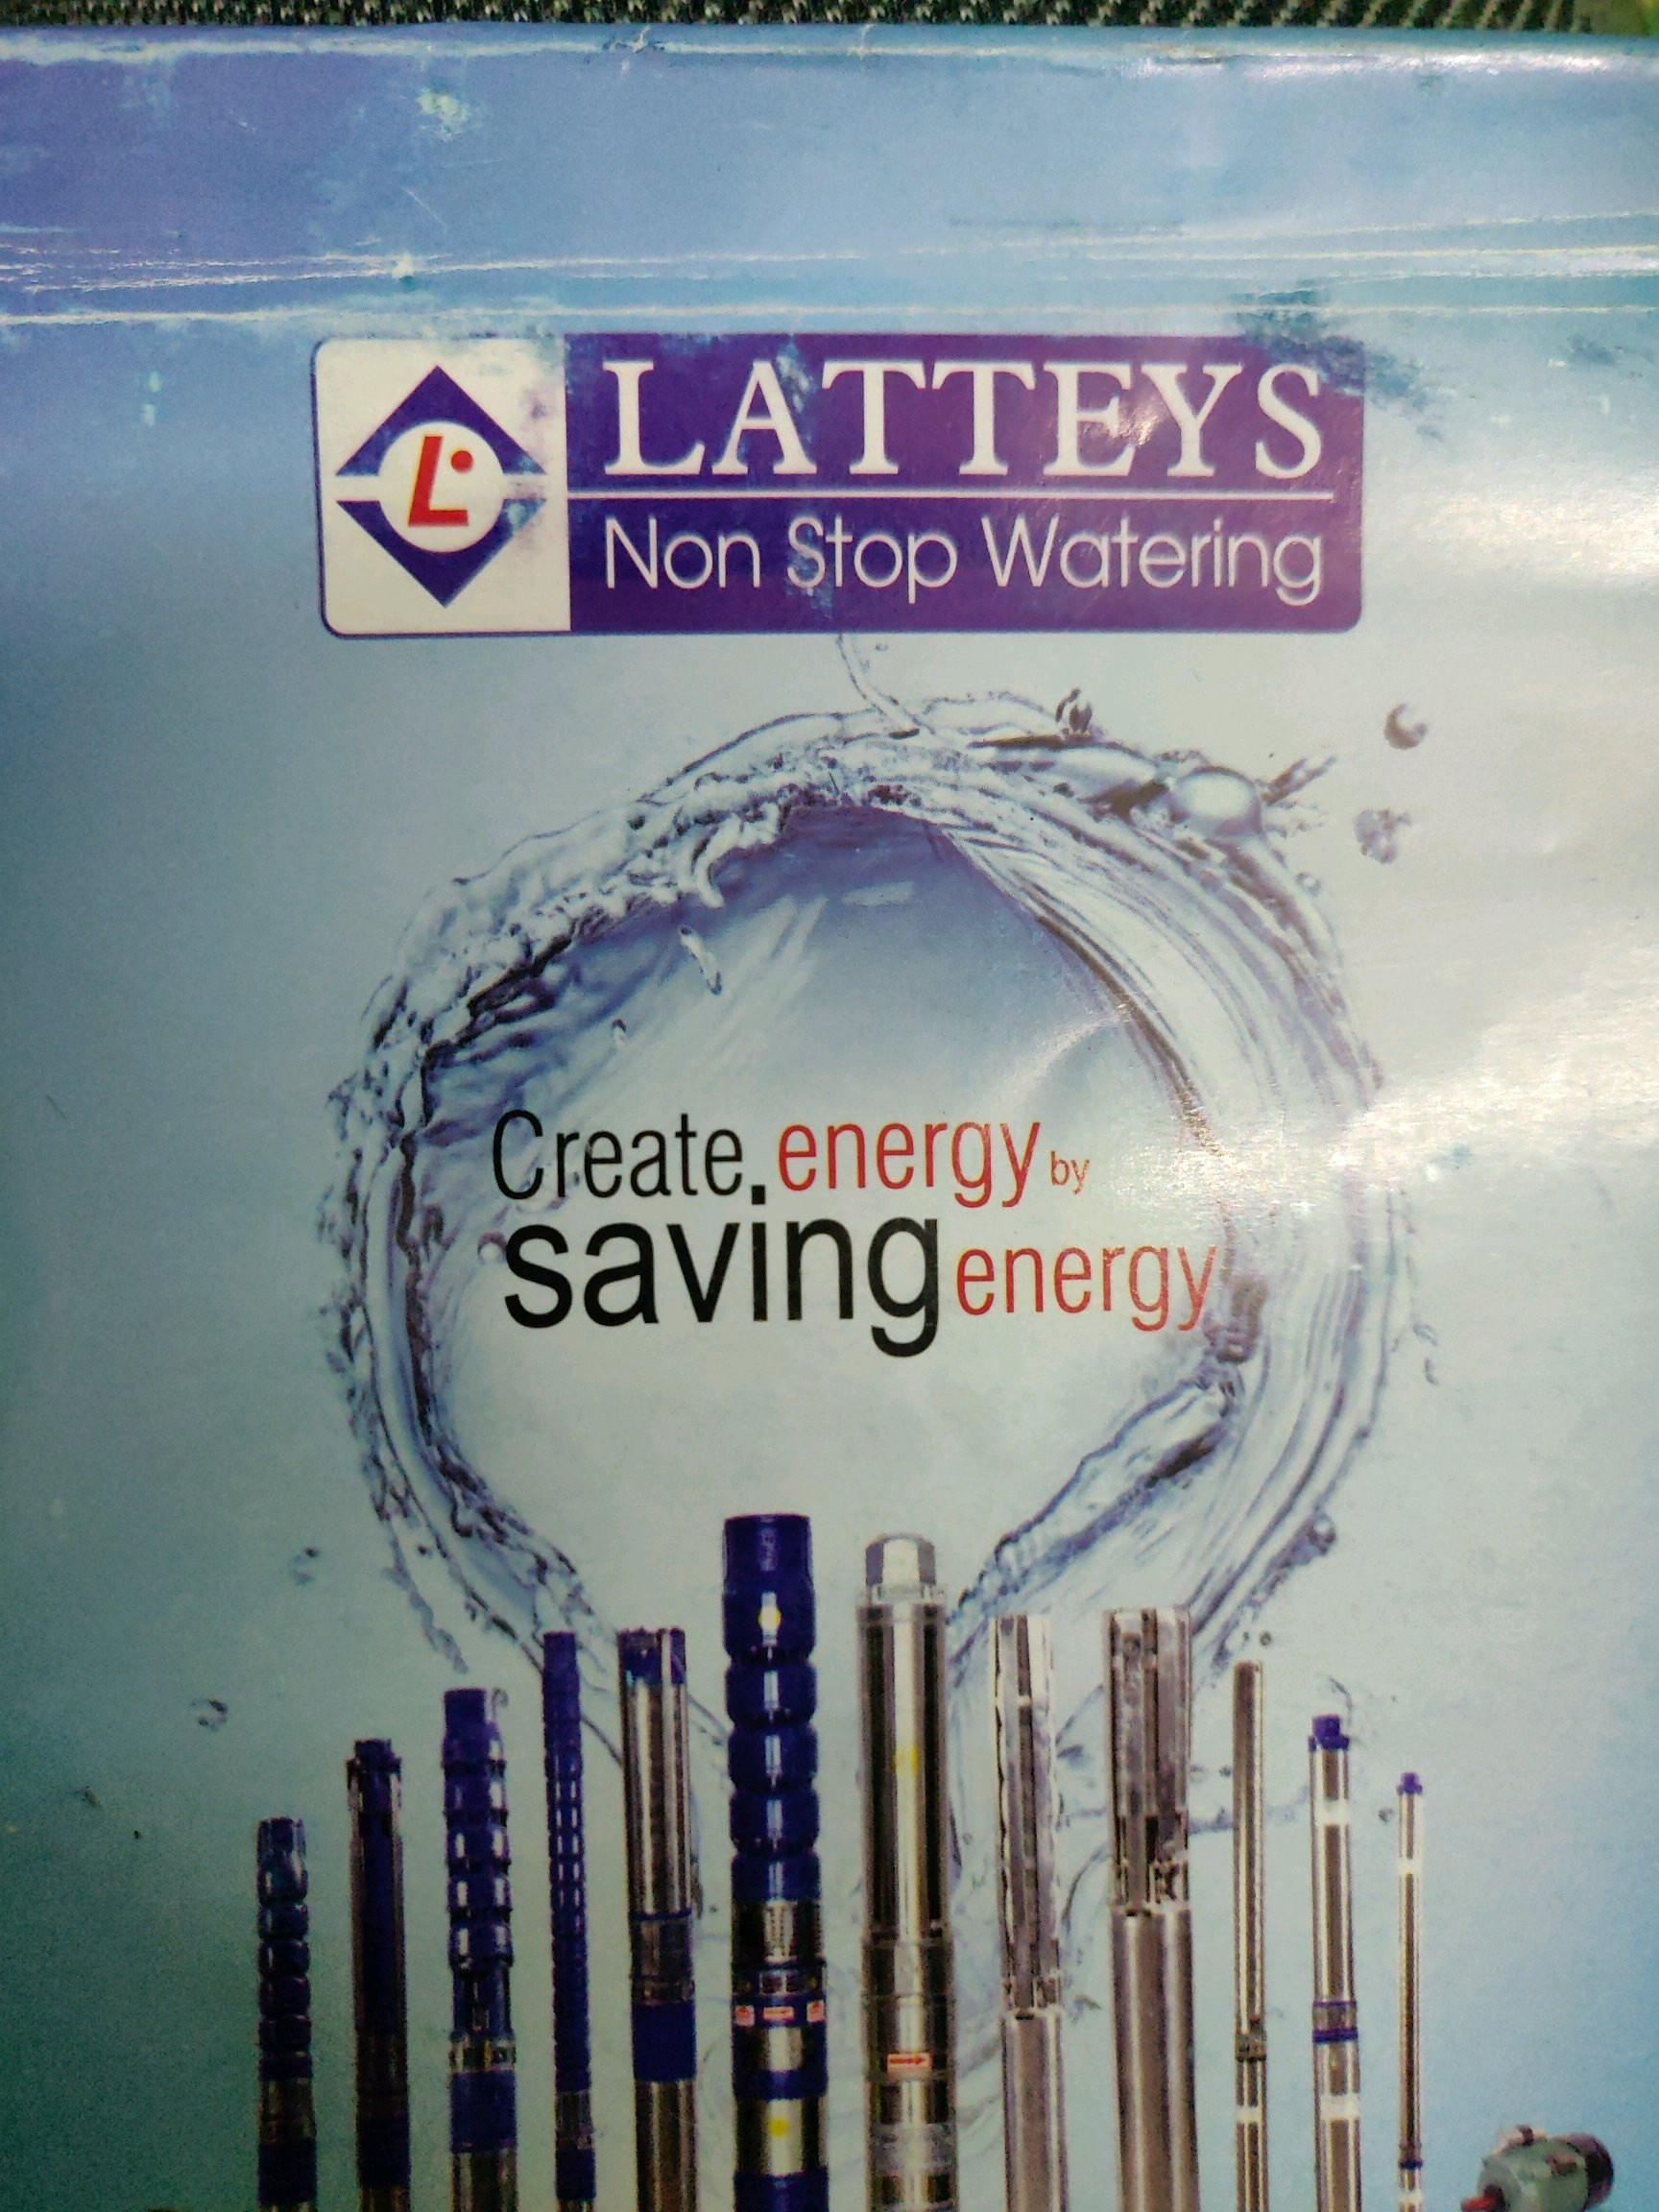 L
LATTEYS
Non Stop Watering
Create energy by
saving energy